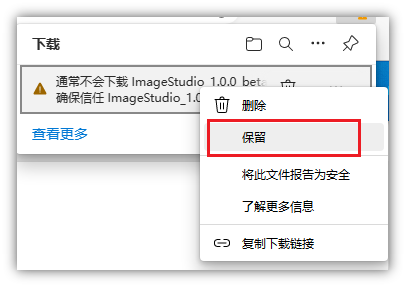 下载
通常不会下载 ImageStudio_1.0.0_beta
确保信任 ImageStudio_1.0
查看更多
删除
保留
将此文件报告为安全
了解更多信息
复制下载链接